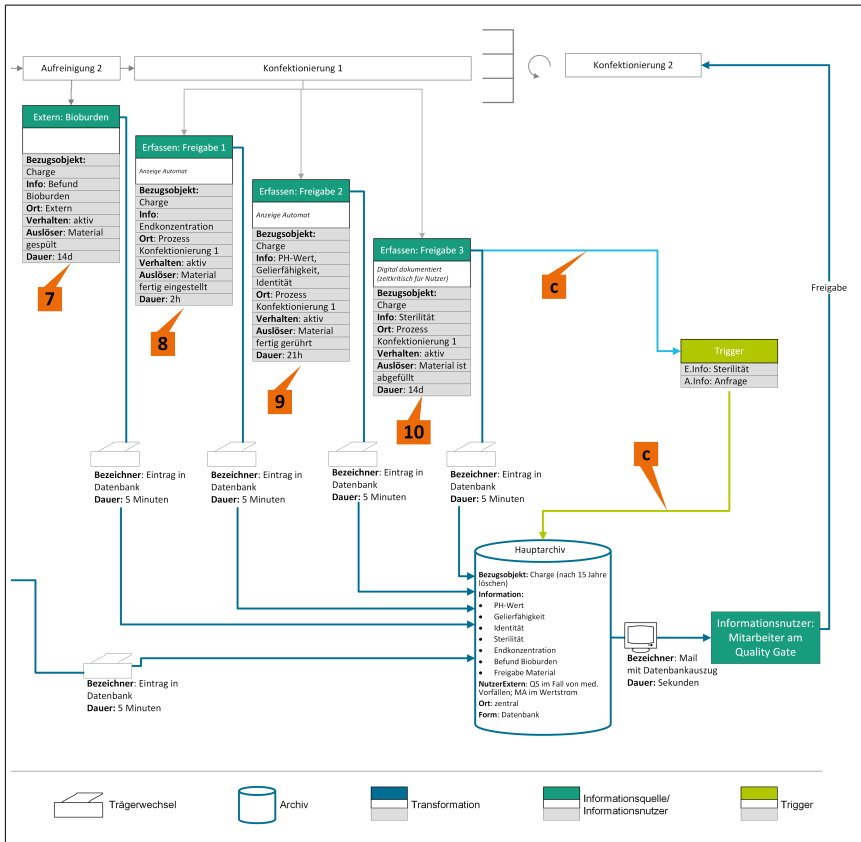 Aufreinigung 2
Konfektionierung 1
Konfektionierung 2
Extern: Bioburden
Bezugsobjekt:
Charge
Info: Befund
Bioburden
Ort: Extern
Verhalten: aktiv
Auslöser: Material
gespült
Dauer: 14d
7
Erfassen: Freigabe 1
Anzeige Automat
Bezugsobjekt:
Charge
Info:
Endkonzentration
Ort: Prozess
Konfektionierung 1
Verhalten: aktiv
Auslöser: Material
fertig eingestellt
Dauer: 2h
8
Erfassen: Freigabe 2
Anzeige Automat
Bezugsobjekt:
Charge
Info: PH-Wert,
Gelierfähigkeit,
Identität
Ort: Prozess
Konfektionierung 1
Verhalten: aktiv
Auslöser: Material
fertig gerührt
Dauer: 21h
9
Erfassen: Freigabe 3
Digital dokumentiert
(zeitkritisch für Nutzer)
Bezugsobjekt:
Charge
Info: Sterilität
Ort: Prozess
Konfektionierung 1
Verhalten: aktiv
Auslöser: Material ist
abgefüllt
Dauer: 14d
10
c
Freigabe
Trigger
E.Info: Sterilität
A.Info: Anfrage
c
Bezeichner: Eintrag in
Datenbank
Dauer: 5 Minuten
Bezeichner: Eintrag in
Datenbank
Dauer: 5 Minuten
Bezeichner: Eintrag in
Datenbank
Dauer: 5 Minuten
Bezeichner: Eintrag in
Datenbank
Dauer: 5 Minuten
Bezeichner: Eintrag in
Datenbank
Dauer: 5 Minuten
Hauptarchiv
Bezugsobjekt: Charge (nach 15 Jahre
löschen)
Information:
• PH-Wert
• Gelierfähigkeit
• Identität
• Sterilität
• Endkonzentration
• Befund Bioburden
• Freigabe Material
NutzerExtern: QS im Fall von med.
Vorfällen; MA im Wertstrom
Ort: zentral
Form: Datenbank
Bezeichner: Mail
mit Datenbankauszug
Dauer: Sekunden
Informationsnutzer:
Mitarbeiter am
Quality Gate
Trägerwechsel
Archiv
Transformation
Informationsquelle/
Informationsnutzer
Trigger